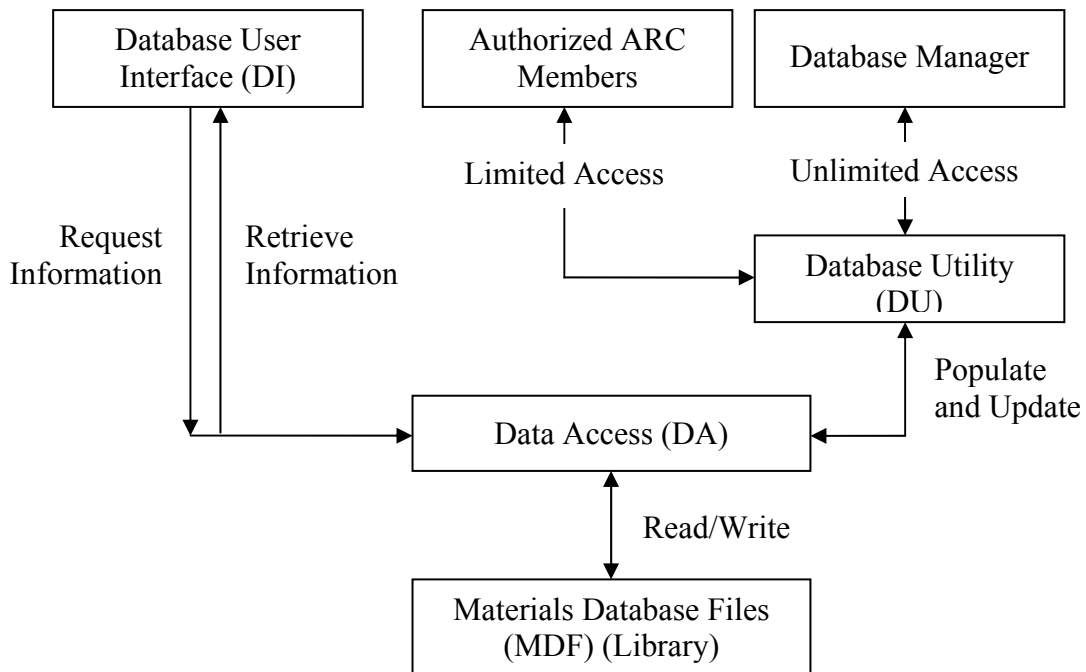 Database User
Interface (DI)
Authorized ARC
Members
Database Manager
Limited Access
Unlimited Access
Request
Information
Retrieve
Information
Database Utility
(DU)
Populate
and Update
Data Access (DA)
Read/Write
Materials Database Files
(MDF) (Library)